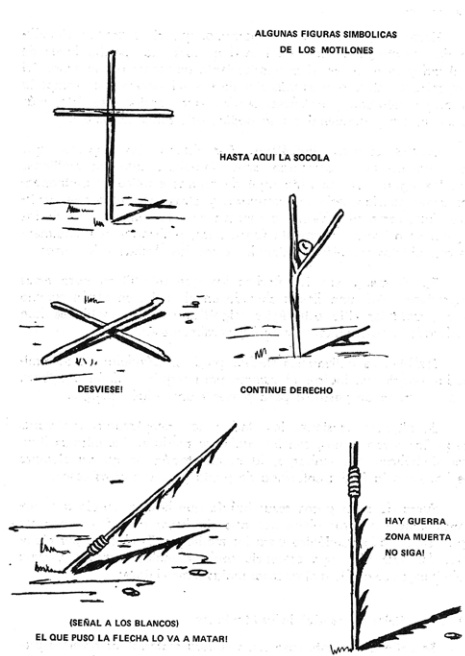 ALGUNAS FIGURAS SIMBOLICAS
DE LOS MOTILONES
HASTA AQUI LA SOCOLA
DESVIESE!
CONTINUE DERECHO
HAY GUERRA
ZONA MUERTA
NO SIGA!
(SEÑAL A LOS BLANCOS)
EL QUE PUSO LA FLECHA LO VA A MATAR!